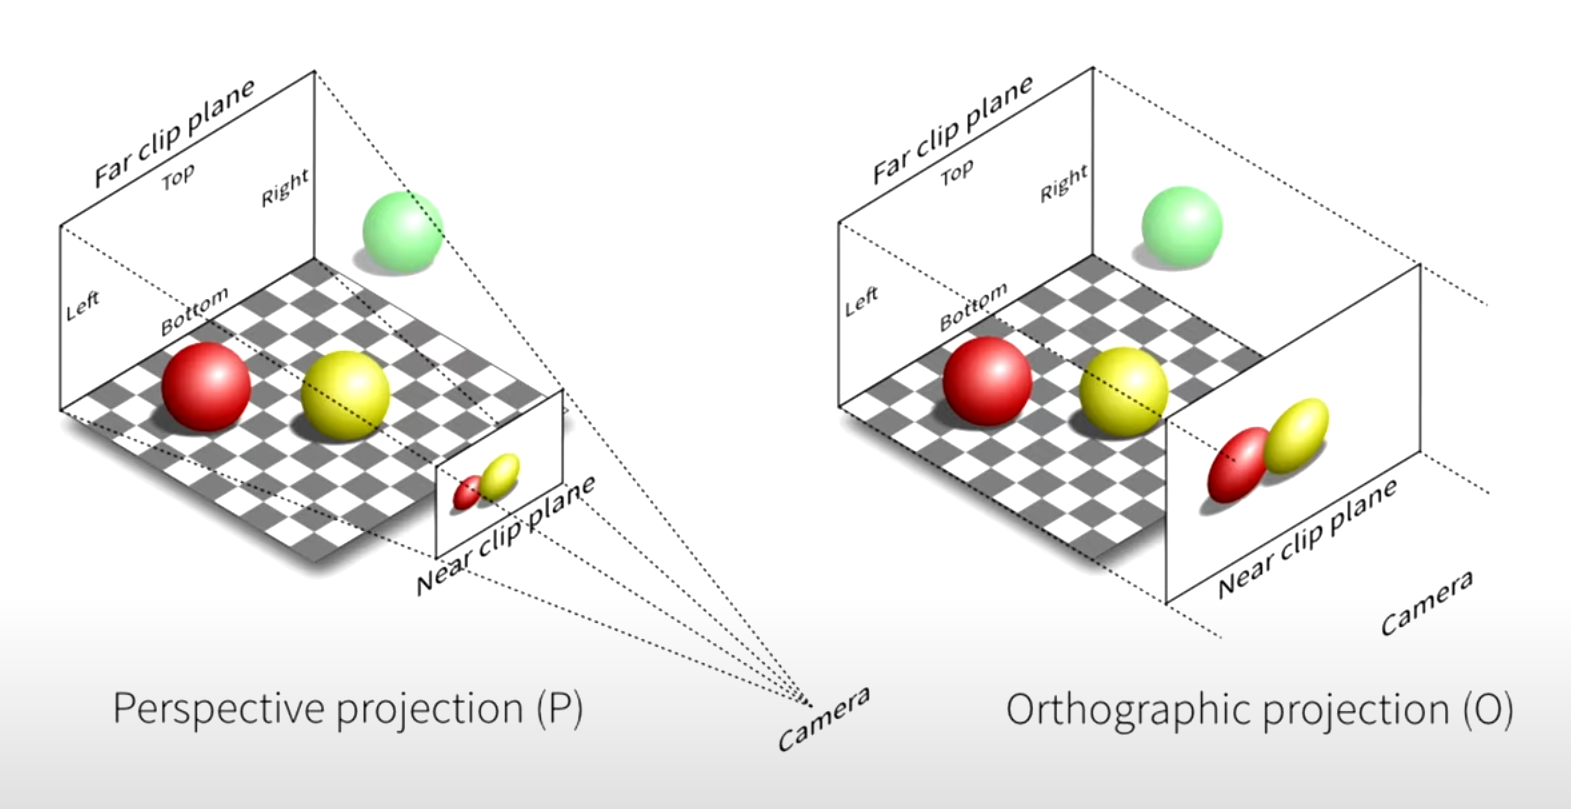 Far clip plane
Top
Right
Left
Bottom
Near clip plane
Camera
Perspective projection (P)
Far clip plane
Top
Right
Left
Bottom
Near clip plane
Camera
Orthographic projection (O)